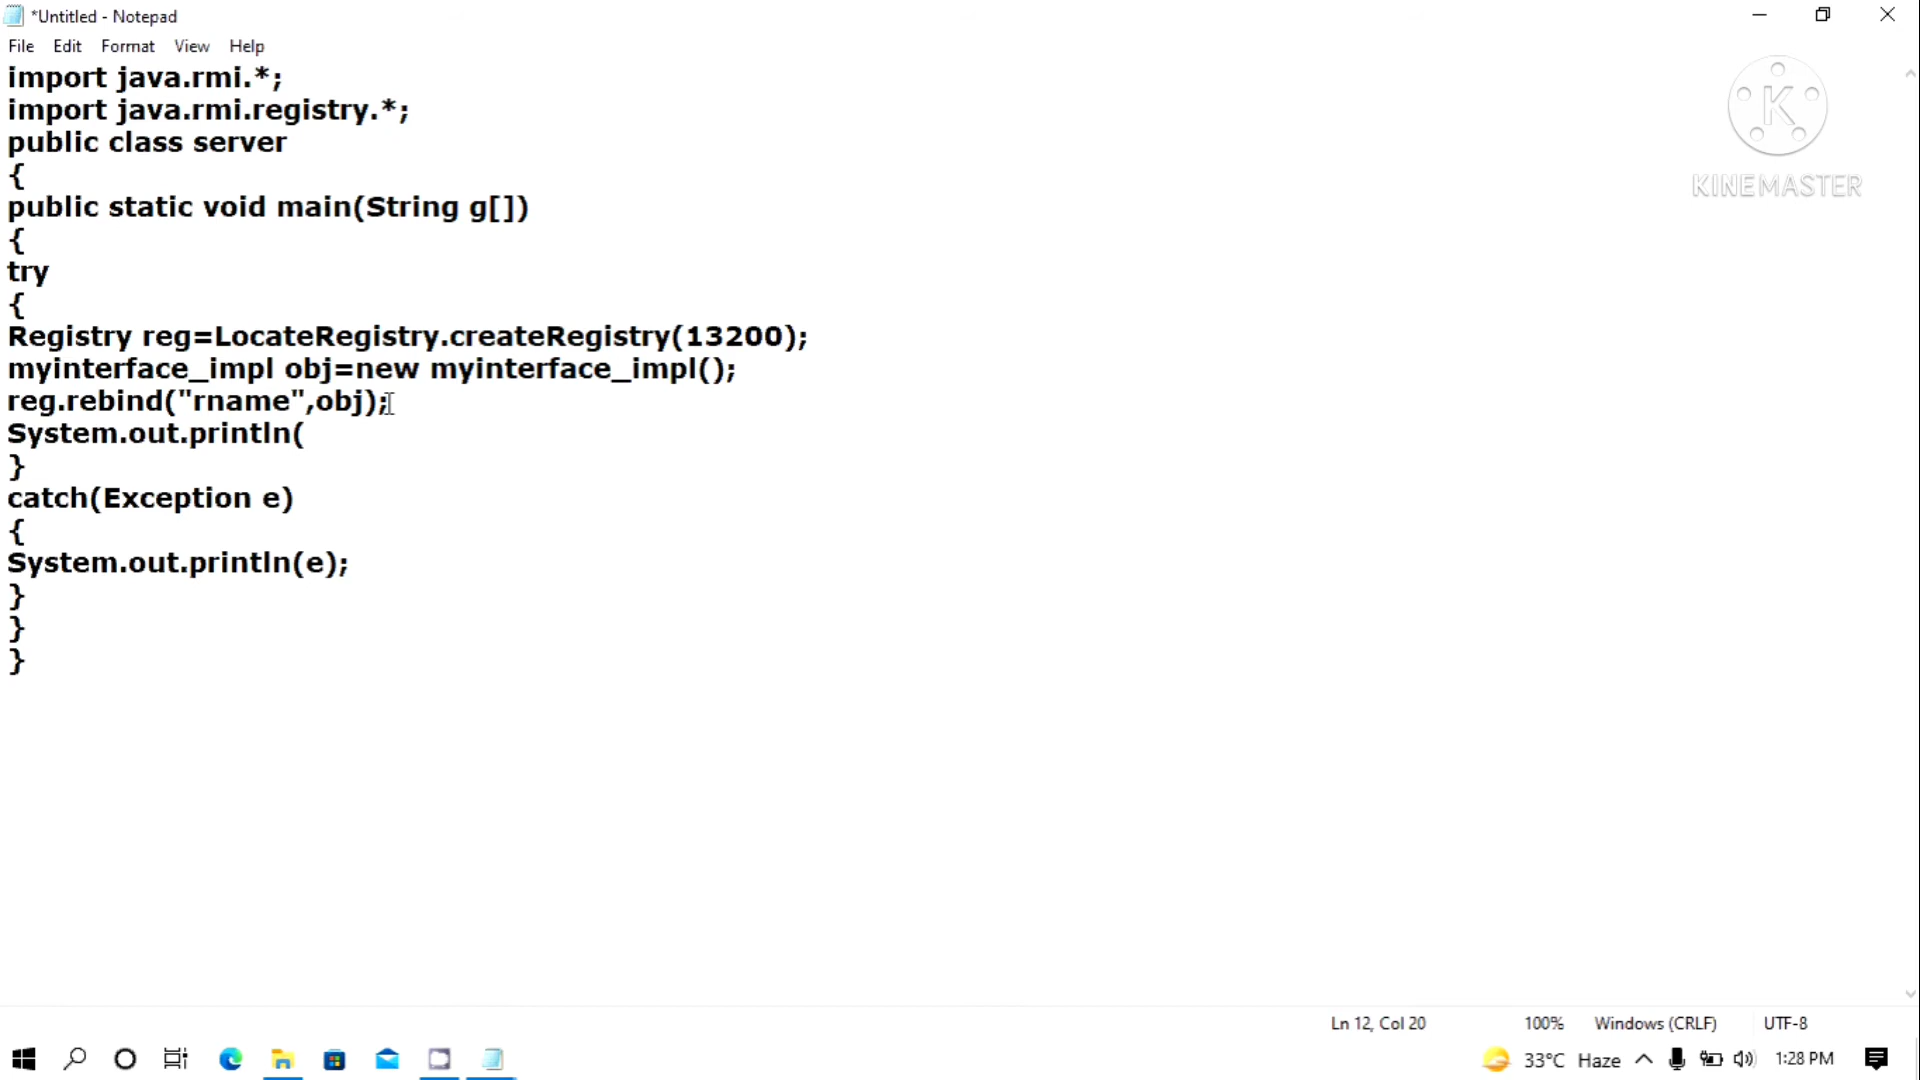 *Untitled - Notepad
File Edit Format View Help
import java.rmi.*;
import java.rmi.registry.*;
public class server
{
public static void main(String g[])
{
try
{
Registry reg=LocateRegistry.createRegistry(13200);
myinterface_impl obj=new myinterface_impl();
reg.rebind("rname",obj);
System.out.println(
}
catch(Exception e)
{
System.out.println(e);
}
}
}
K
KINEMASTER
Ln 12, Col 20 100% Windows (CRLF) UTF-8
33°C Haze 1:28 PM